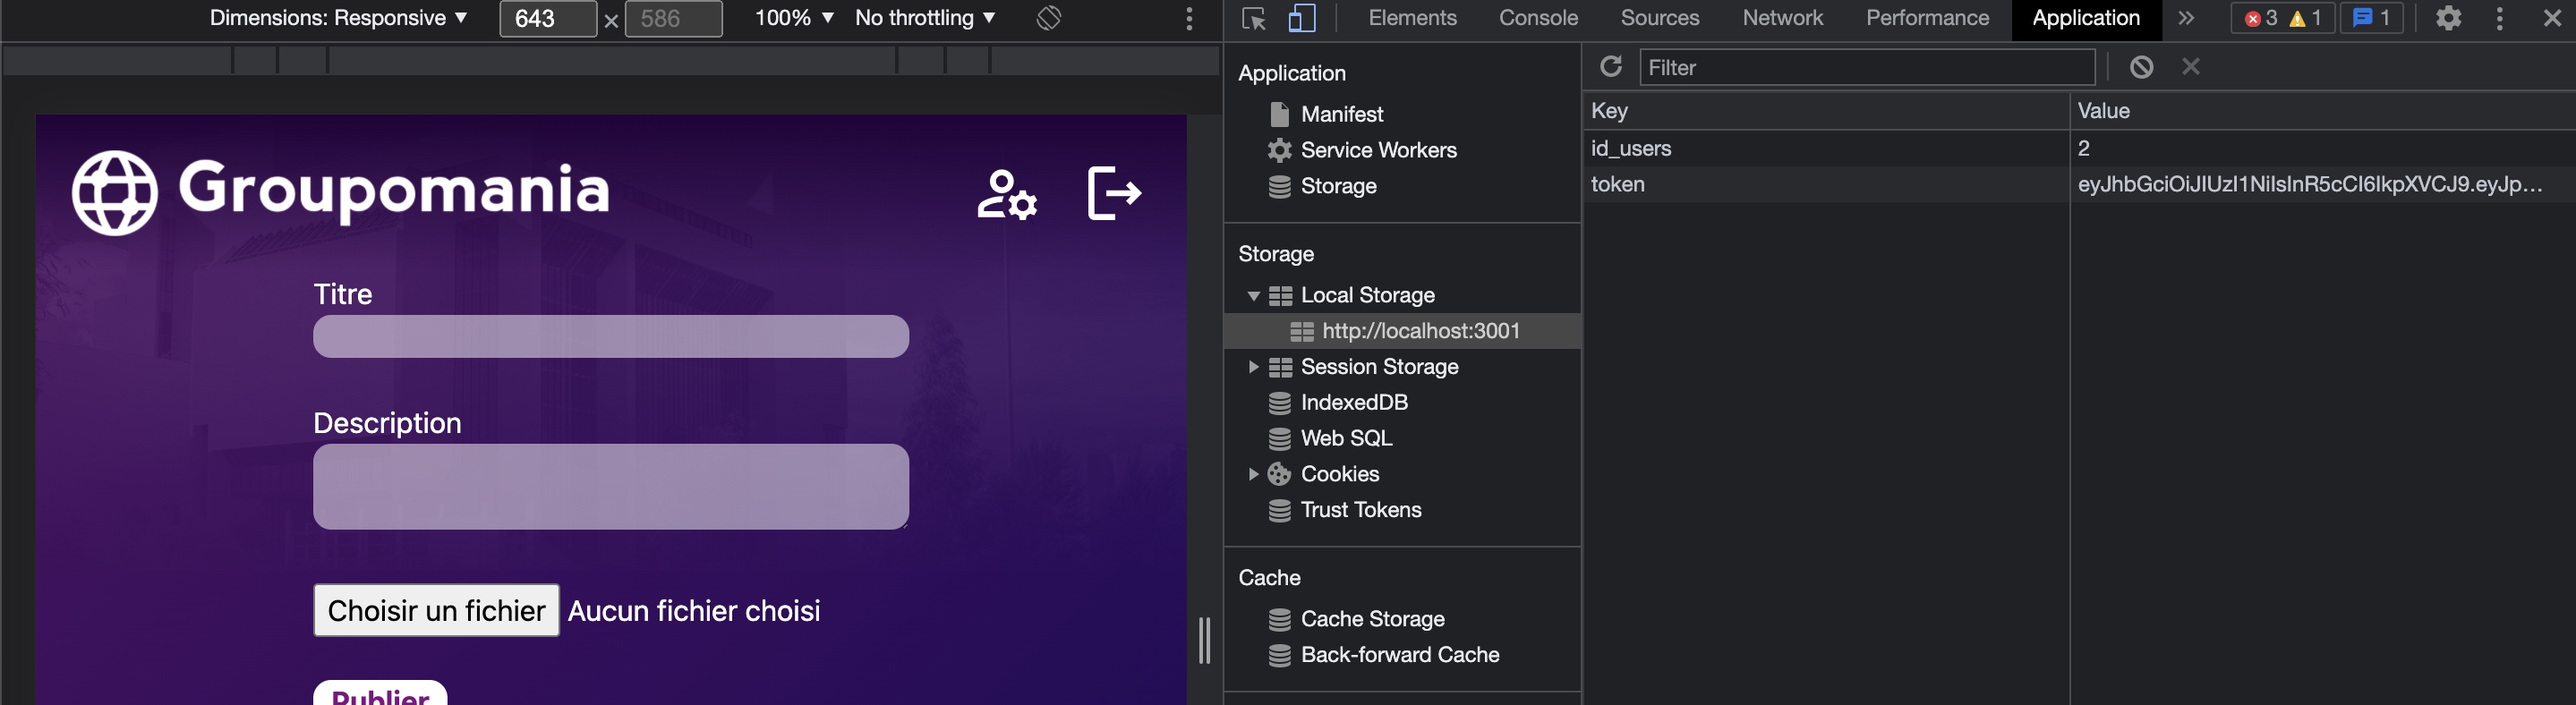 Dimensions: Responsive 643 × 586 100% No throttling
Elements Console Sources Network Performance Application 3 1 1
Groupomania
Titre
Description
Choisir un fichier Aucun fichier choisi
Publier
Application
Manifest
Service Workers
Storage
Storage
Local Storage
http://localhost:3001
Session Storage
IndexedDB
Web SQL
Cookies
Trust Tokens
Cache
Cache Storage
Back-forward Cache
Filter
Key Value
id_users 2
token eyJhbGciOiJIUzI1NiIsInR5cCI6IkpXVCJ9.eyJp...